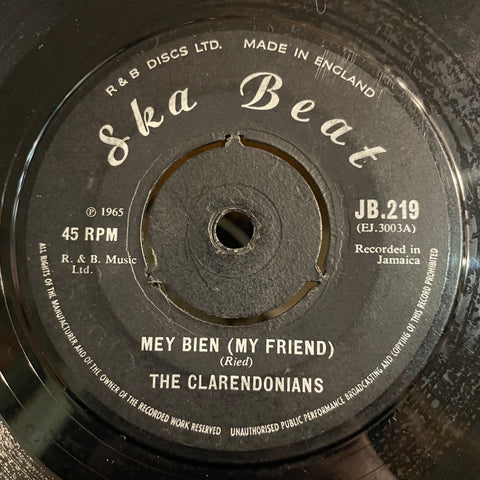 R & B DISCS LTD. MADE IN ENGLAND
Ska Beat
℗ 1965
45 RPM
R. & B. Music
Ltd.
JB.219
(EJ.3003A)
Recorded in
Jamaica
MEY BIEN (MY FRIEND)
(Ried)
THE CLARENDONIANS
ALL RIGHTS OF THE MANUFACTURER AND OF THE OWNER OF THE RECORDED WORK RESERVED UNAUTHORISED PUBLIC PERFORMANCE BROADCASTING AND COPYING OF THIS RECORD PROHIBITED